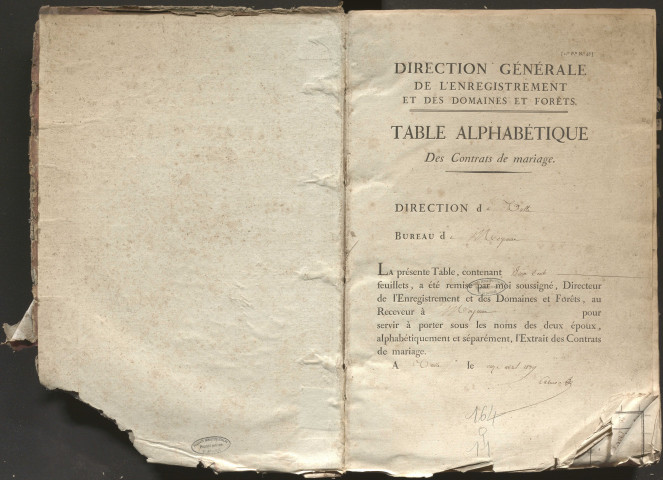 DIRECTION GÉNÉRALE
DE L'ENREGISTREMENT
ET DES DOMAINES ET FORÊTS.
TABLE ALPHABÉTIQUE
Des Contrats de mariage.
DIRECTION d
BUREAU d
LA présente Table, contenant
feuillets, a été remise par moi soussigné, Directeur
de l'Enregistrement et des Domaines et Forêts, au
Receveur à pour
servir à porter sous les noms des deux époux,
alphabétiquement et séparément, l'Extrait des Contrats
de mariage.
A le
164
Q
11